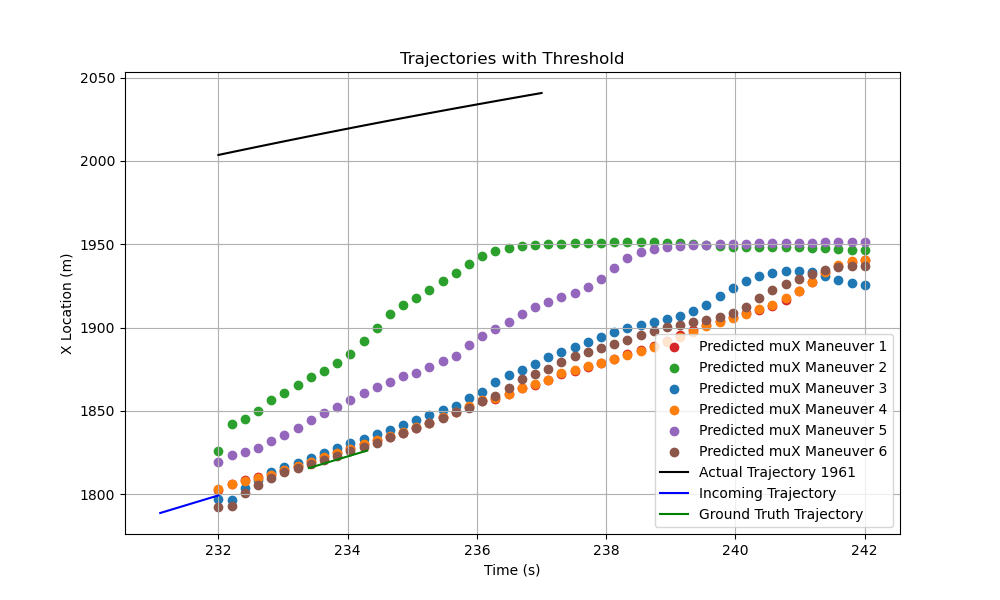 Trajectories with Threshold
X Location (m)
2050
2000
1950
1900
1850
1800
232
234
236
238
240
242
Time (s)
Predicted muX Maneuver 1
Predicted muX Maneuver 2
Predicted muX Maneuver 3
Predicted muX Maneuver 4
Predicted muX Maneuver 5
Predicted muX Maneuver 6
Actual Trajectory 1961
Incoming Trajectory
Ground Truth Trajectory